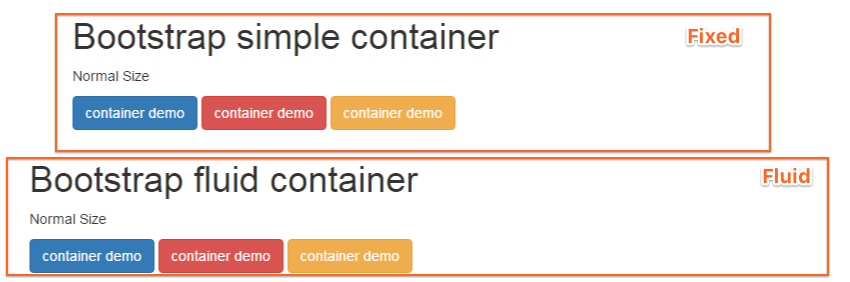 Bootstrap simple container
Fixed
Normal Size
container demo container demo container demo
Bootstrap fluid container
Fluid
Normal Size
container demo container demo container demo